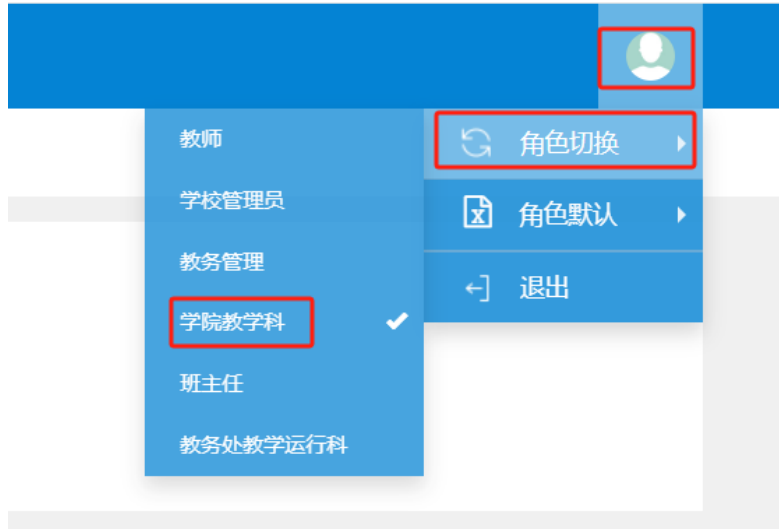 教师
学校管理员
教务管理
学院教学科
班主任
教务处教学运行科
角色切换
角色默认
退出